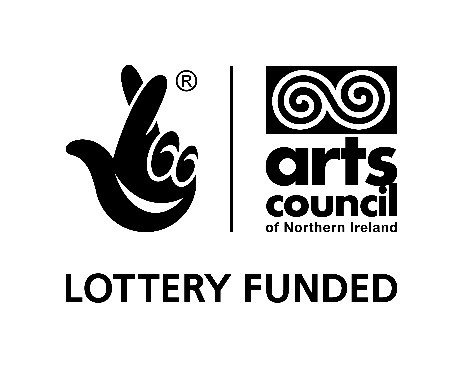 ®
arts
council
of Northern Ireland
LOTTERY FUNDED